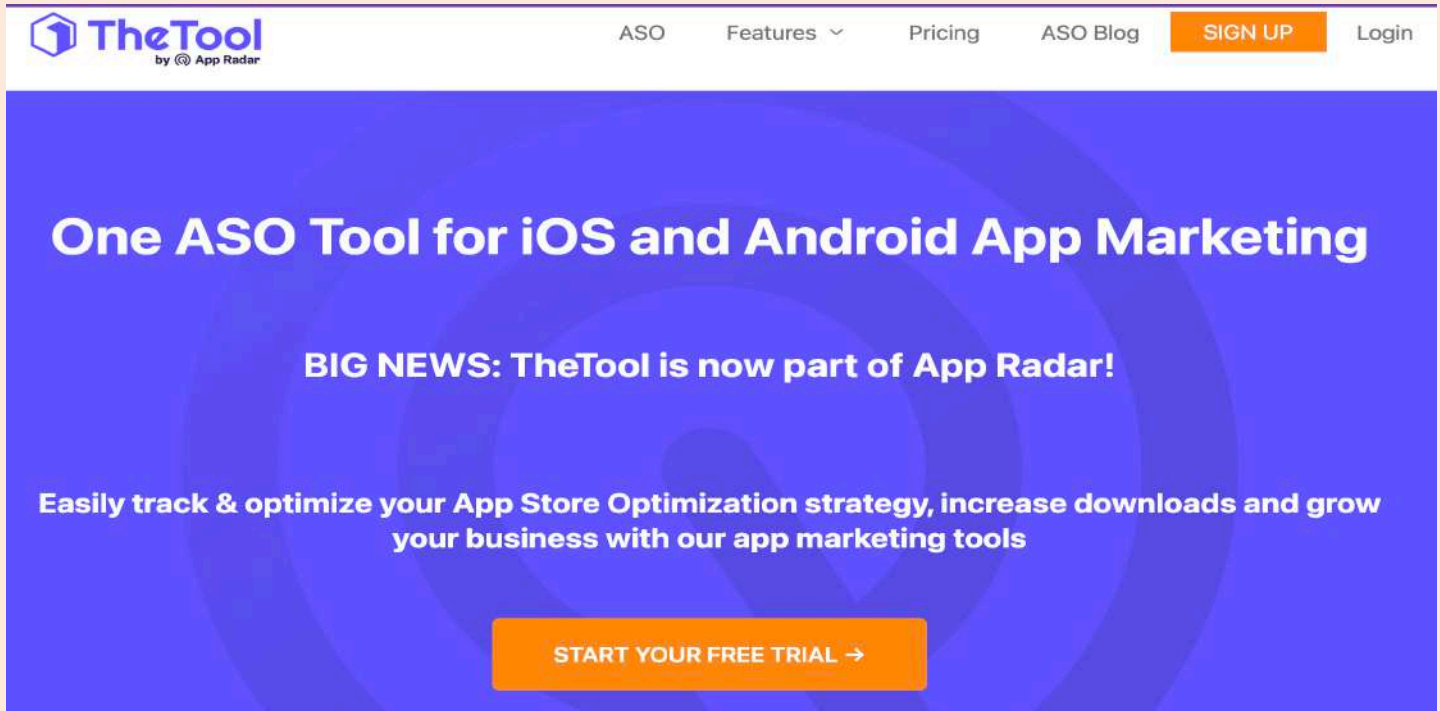 TheTool
by App Radar
ASO Features Pricing ASO Blog SIGN UP Login
One ASO Tool for iOS and Android App Marketing
BIG NEWS: TheTool is now part of App Radar!
Easily track & optimize your App Store Optimization strategy, increase downloads and grow
your business with our app marketing tools
START YOUR FREE TRIAL →